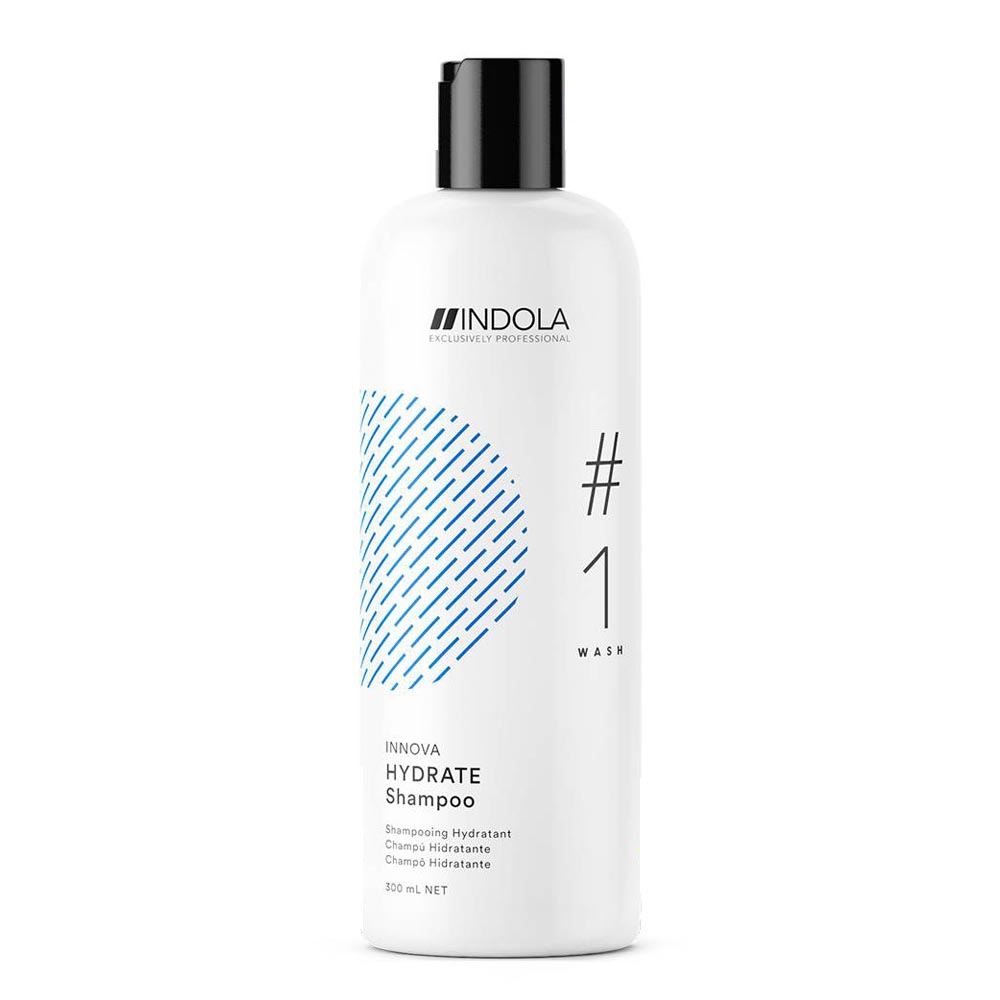 INDOLA
EXCLUSIVELY PROFESSIONAL
#
1
WASH
INNOVA
HYDRATE
Shampoo
Shampooing Hydratant
Champú Hidratante
Champô Hidratante
300 mL NET